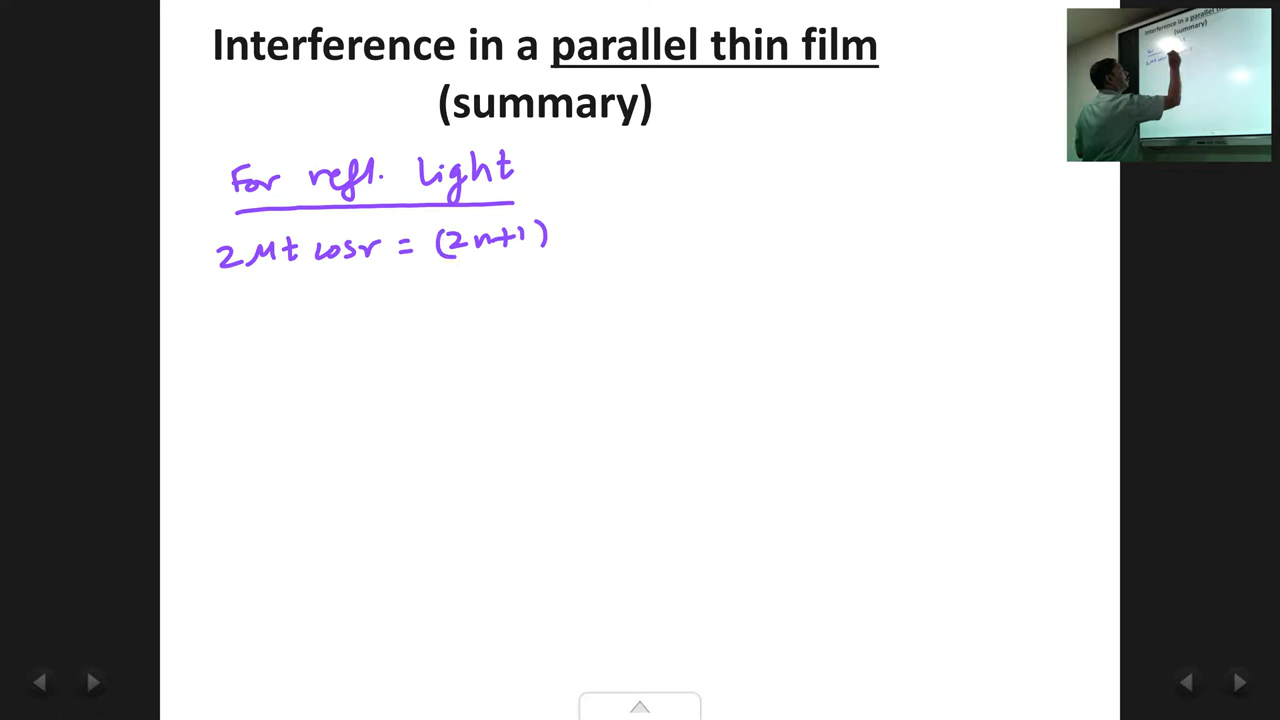 Interference in a parallel thin film
(summary)
For refl. Light
2μt cosr = (2n+1)